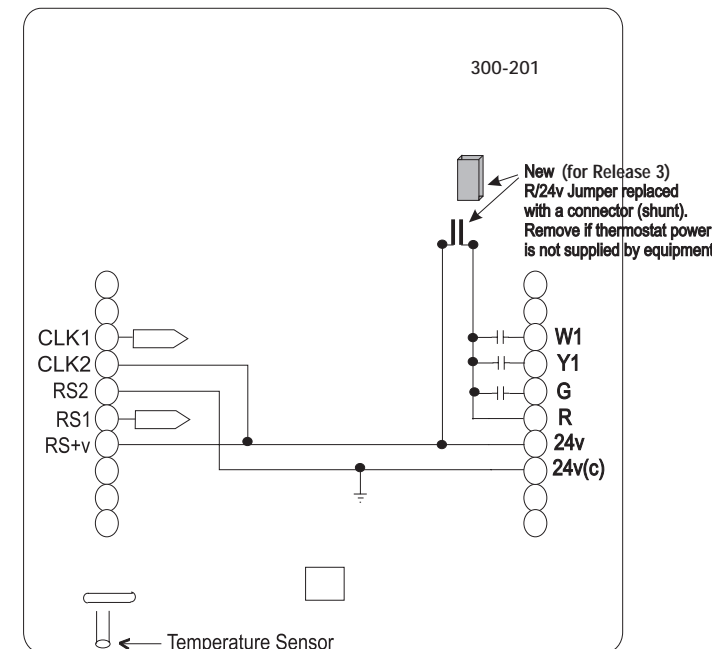 300-201
New (for Release 3)
R/24v Jumper replaced
with a connector (shunt).
Remove if thermostat power
is not supplied by equipment
CLK1
CLK2
RS2
RS1
RS+v
W1
Y1
G
R
24v
24v(c)
Temperature Sensor